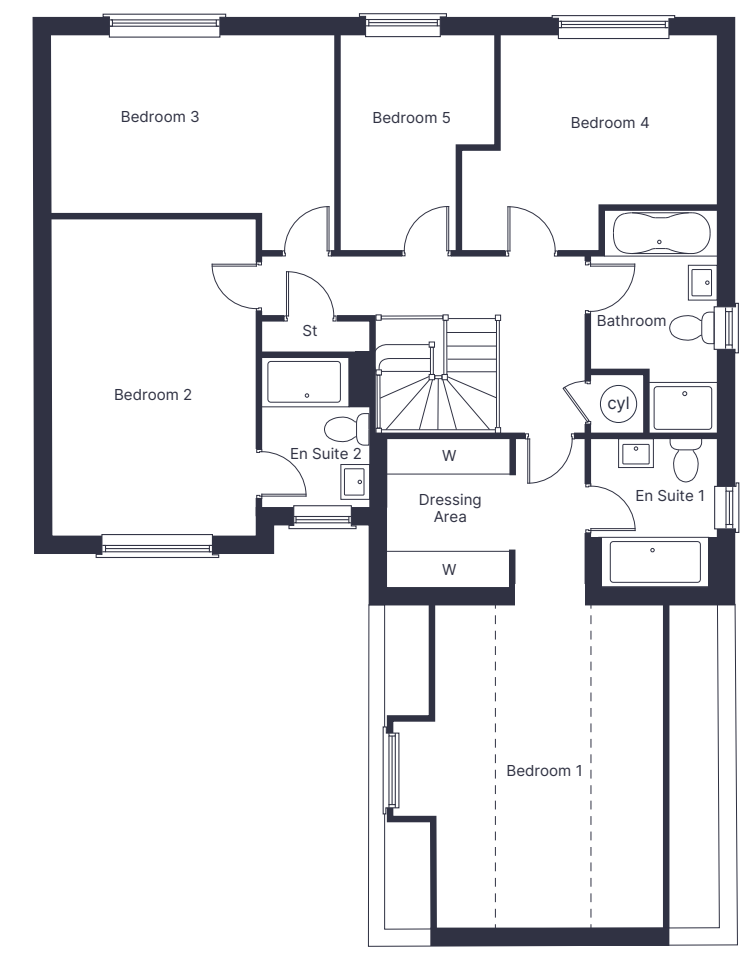 Bedroom 3
Bedroom 5
Bedroom 4
Bathroom
St
Bedroom 2
cyl
En Suite 2
W
En Suite 1
Dressing
Area
W
Bedroom 1